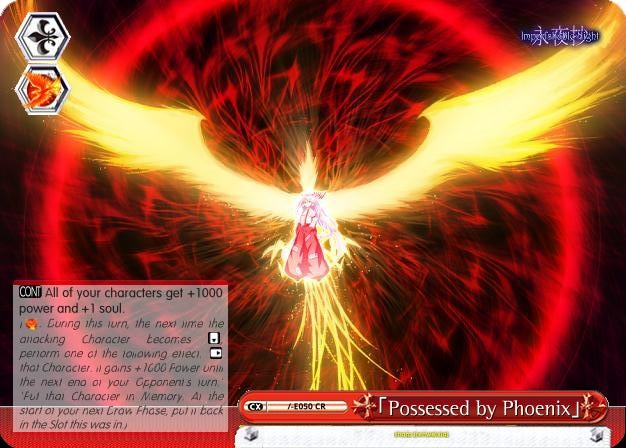 永夜抄
Imperishable Night
CONT All of your characters get +1000
power and +1 soul.
( : During this turn, the next time the
attacking Character becomes
perform one of the following effect.
that Character. It gains +1000 Power until
the next end of your Opponent's turn.
Put that Character in Memory. At the
start of your next Draw Phase, put it back
in the Slot this was in.)
CX /-E050 CR
「Possessed by Phoenix」